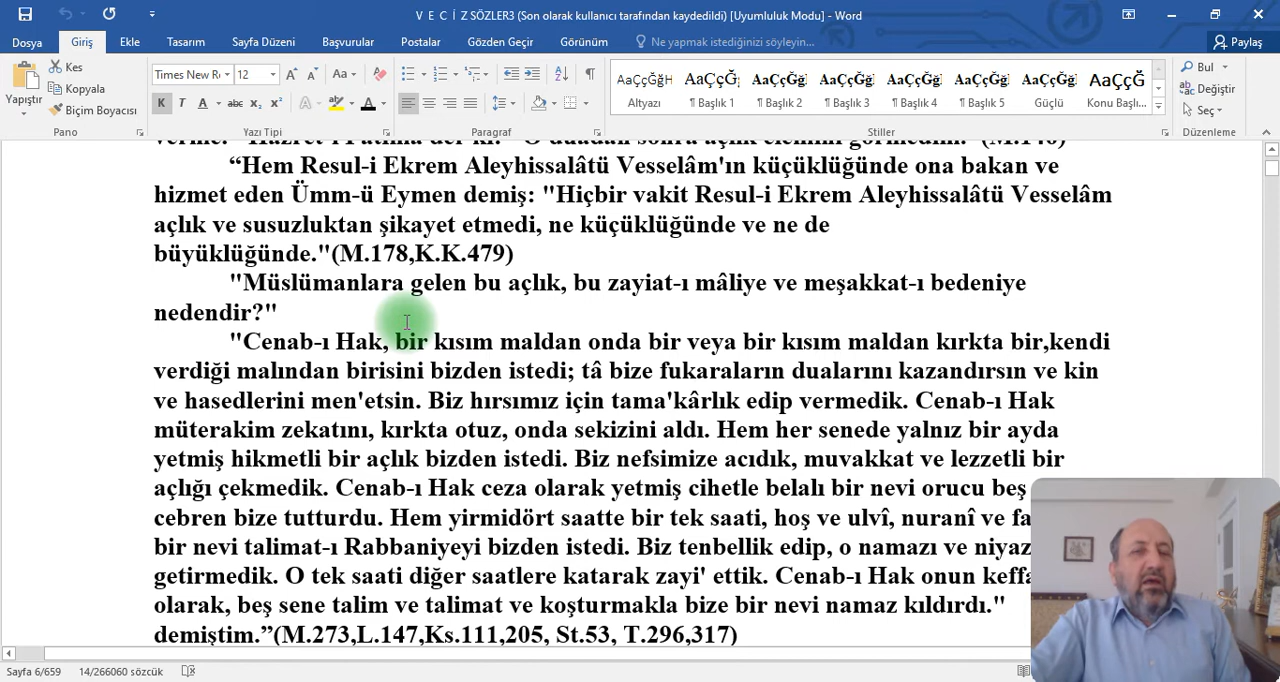 V E C İ Z SÖZLER3 (Son olarak kullanıcı tarafından kaydedildi) [Uyumluluk Modu] - Word
Dosya Giriş Ekle Tasarım Sayfa Düzeni Başvurular Postalar Gözden Geçir Görünüm Ne yapmak istediğinizi söyleyin... Paylaş
Yapıştır
Kes
Kopyala
Biçim Boyacısı
Times New Ro 12
AaÇçĞğH AaÇçĞ; AaÇçĞğ AaÇçĞğ AaÇçĞğ AaÇçĞğ AaÇçĞğ AaÇçĞ
Altyazı ¶ Başlık 1 ¶ Başlık 2 ¶ Başlık 3 ¶ Başlık 4 ¶ Başlık 5 Güçlü Konu Başlı...
Bul
Değiştir
Seç
Pano Yazı Tipi Paragraf Stiller Düzenleme
“Hem Resul-i Ekrem Aleyhissalâtü Vesselâm'ın küçüklüğünde ona bakan ve
hizmet eden Ümm-ü Eymen demiş: "Hiçbir vakit Resul-i Ekrem Aleyhissalâtü Vesselâm
açlık ve susuzluktan şikayet etmedi, ne küçüklüğünde ve ne de
büyüklüğünde."(M.178,K.K.479)
"Müslümanlara gelen bu açlık, bu zayiat-ı mâliye ve meşakkat-ı bedeniye
nedendir?"
"Cenab-ı Hak, bir kısım maldan onda bir veya bir kısım maldan kırkta bir,kendi
verdiği malından birisini bizden istedi; tâ bize fukaraların dualarını kazandırsın ve kin
ve hasedlerini men'etsin. Biz hırsımız için tama'kârlık edip vermedik. Cenab-ı Hak
müterakim zekatını, kırkta otuz, onda sekizini aldı. Hem her senede yalnız bir ayda
yetmiş hikmetli bir açlık bizden istedi. Biz nefsimize acıdık, muvakkat ve lezzetli bir
açlığı çekmedik. Cenab-ı Hak ceza olarak yetmiş cihetle belalı bir nevi orucu beş
cebren bize tutturdu. Hem yirmidört saatte bir tek saati, hoş ve ulvî, nuranî ve
bir nevi talimat-ı Rabbaniyeyi bizden istedi. Biz tenbellik edip, o namazı ve
getirmedik. O tek saati diğer saatlere katarak zayi' ettik. Cenab-ı Hak onun
olarak, beş sene talim ve talimat ve koşturmakla bize bir nevi namaz kıldırdı."
demiştim.”(M.273,L.147,Ks.111,205, St.53, T.296,317)
Sayfa 6/659 14/266060 sözcük